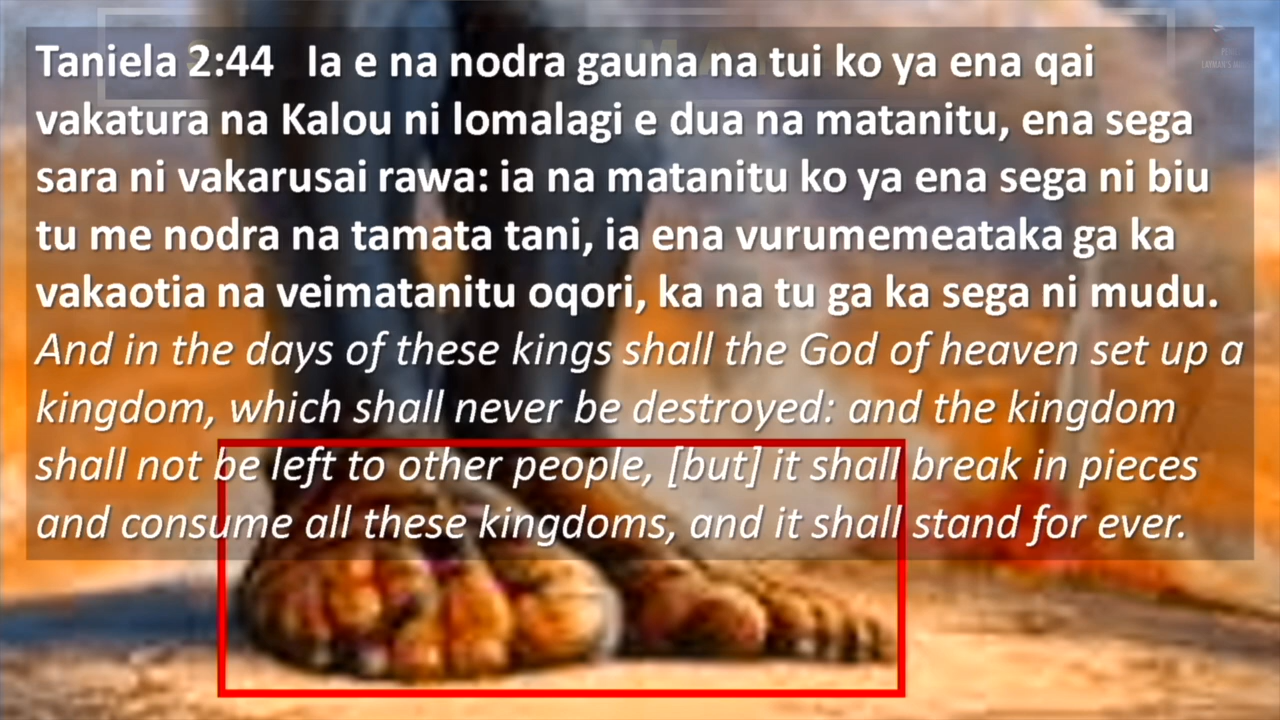 Taniela 2:44 Ia e na nodra gauna na tui ko ya ena qai
vakatura na Kalou ni lomalagi e dua na matanitu, ena sega
sara ni vakarusai rawa: ia na matanitu ko ya ena sega ni biu
tu me nodra na tamata tani, ia ena vurumemeataka ga ka
vakaotia na veimatanitu oqori, ka na tu ga ka sega ni mudu.
And in the days of these kings shall the God of heaven set up a
kingdom, which shall never be destroyed: and the kingdom
shall not be left to other people, [but] it shall break in pieces
and consume all these kingdoms, and it shall stand for ever.